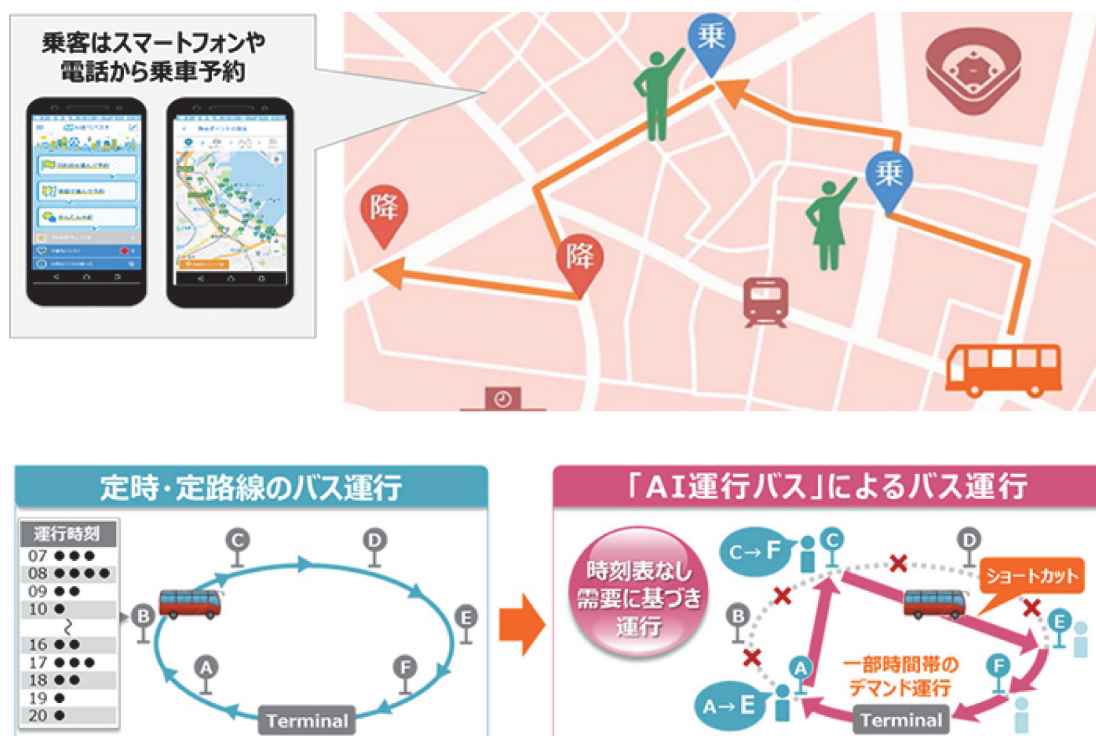 乗客はスマートフォンや
電話から乗車予約
乗
乗
降
降
定時・定路線のバス運行
運行時刻
07 ●●●
08 ●●●●
09 ●●
10 ●
～
16 ●●
17 ●●●
18 ●●
19 ●
20 ●
C
D
B
E
A
F
Terminal
「AI運行バス」によるバス運行
時刻表なし
需要に基づき
運行
C→F
C
D
ショートカット
B
E
A
F
一部時間帯の
デマンド運行
A→E
Terminal